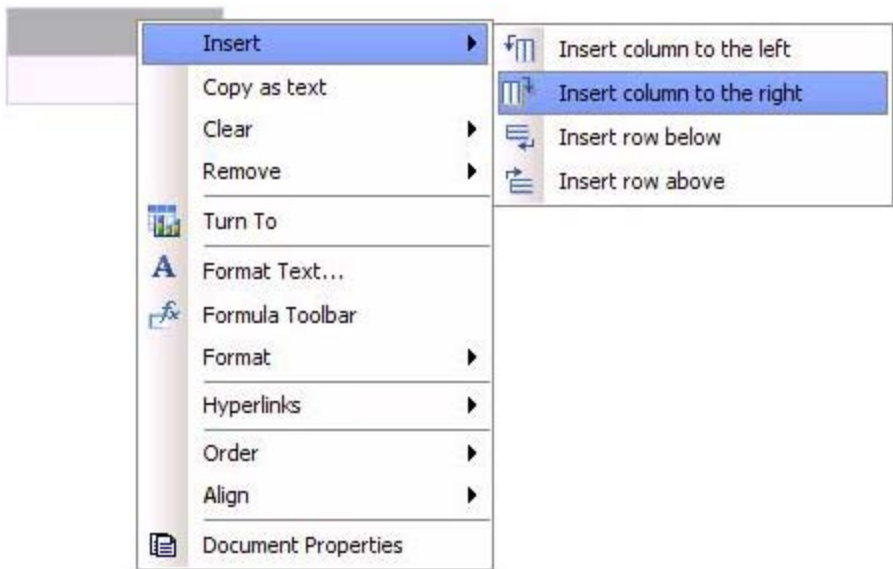 Insert
Copy as text
Clear
Remove
Turn To
Format Text...
Formula Toolbar
Format
Hyperlinks
Order
Align
Document Properties
Insert column to the left
Insert column to the right
Insert row below
Insert row above